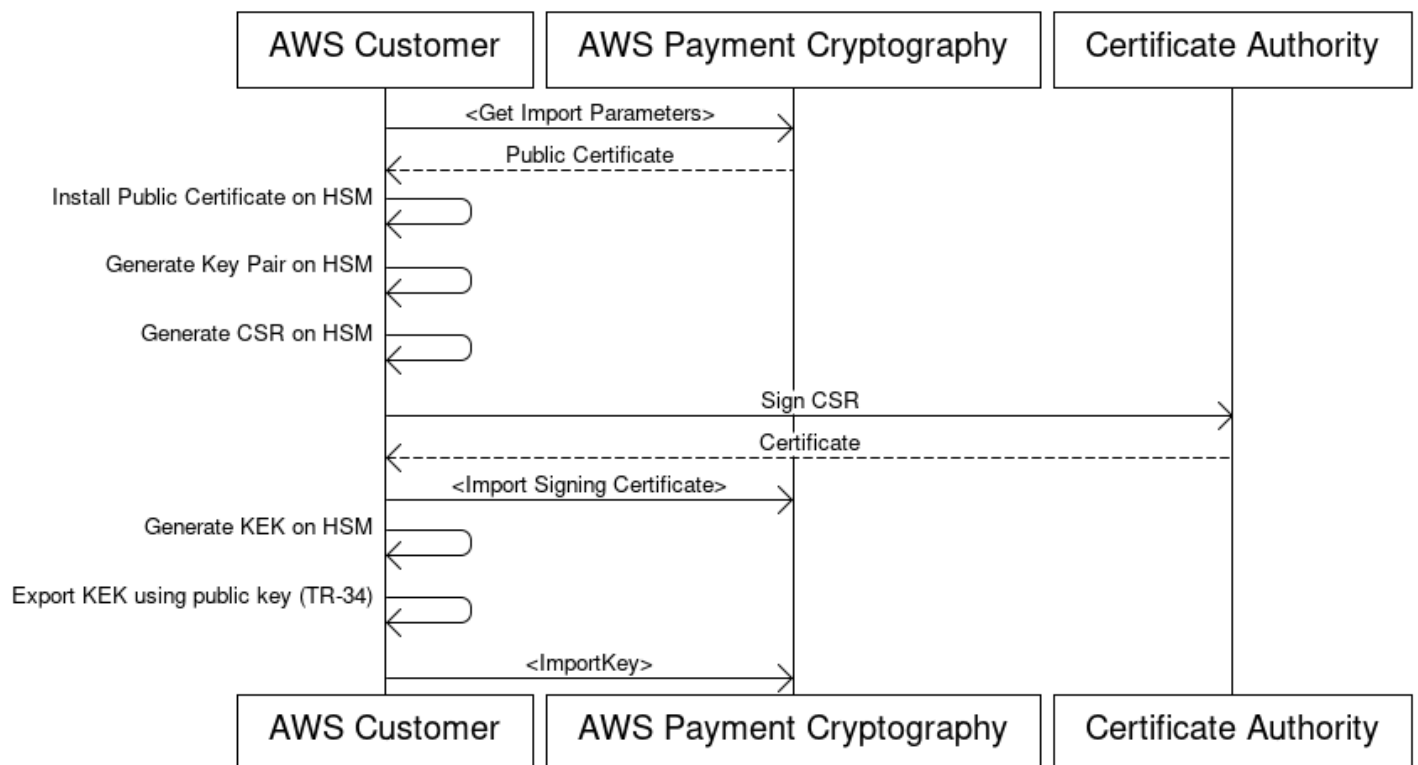 AWS Customer
AWS Payment Cryptography
Certificate Authority
<Get Import Parameters>
Public Certificate
Install Public Certificate on HSM
Generate Key Pair on HSM
Generate CSR on HSM
Sign CSR
Certificate
<Import Signing Certificate>
Generate KEK on HSM
Export KEK using public key (TR-34)
<ImportKey>
AWS Customer
AWS Payment Cryptography
Certificate Authority